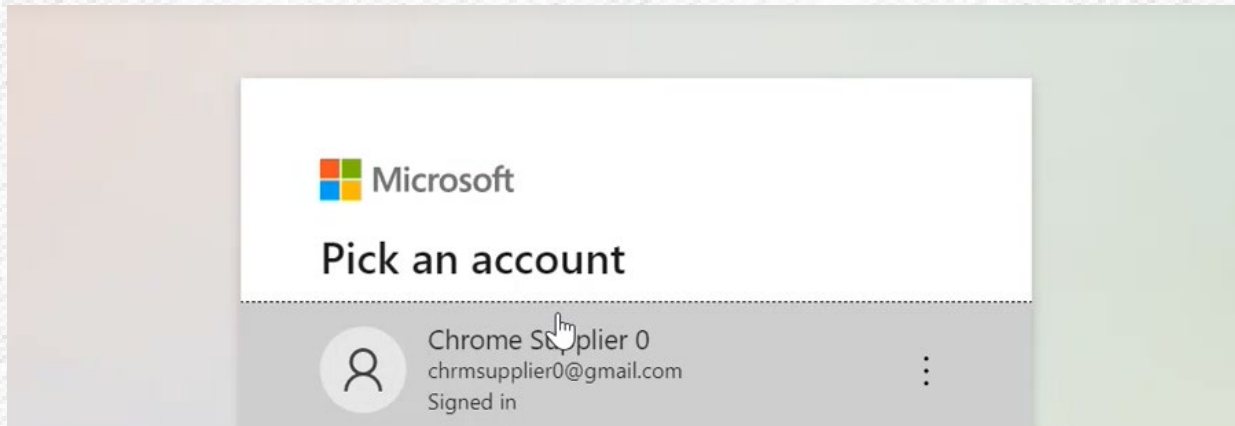 Microsoft
Pick an account
Chrome Supplier 0
chrmsupplier0@gmail.com
Signed in